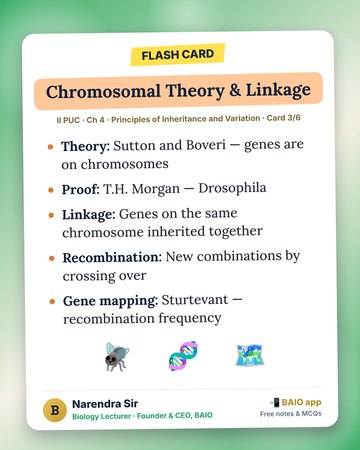 FLASH CARD
Chromosomal Theory & Linkage
II PUC · Ch 4 · Principles of Inheritance and Variation · Card 3/6
• Theory: Sutton and Boveri — genes are
on chromosomes
• Proof: T.H. Morgan — Drosophila
• Linkage: Genes on the same
chromosome inherited together
• Recombination: New combinations by
crossing over
• Gene mapping: Sturtevant —
recombination frequency
B
Narendra Sir
Biology Lecturer · Founder & CEO, BAIO
BAIO app
Free notes & MCQs